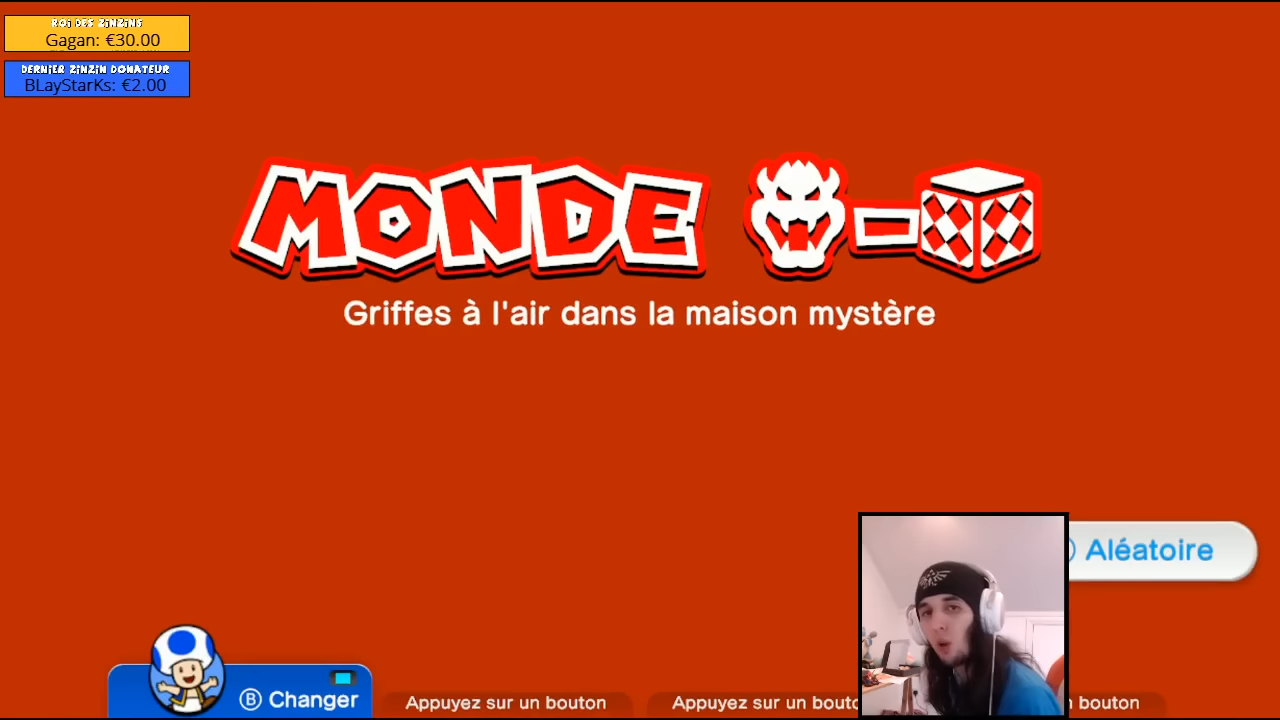 ROI DES ZINZINS
Gagan: €30.00
DERNIER ZINZIN DONATEUR
BLayStarKs: €2.00
MONDE -
Griffes à l'air dans la maison mystère
Aléatoire
B Changer
Appuyez sur un bouton
Appuyez sur un
bouton